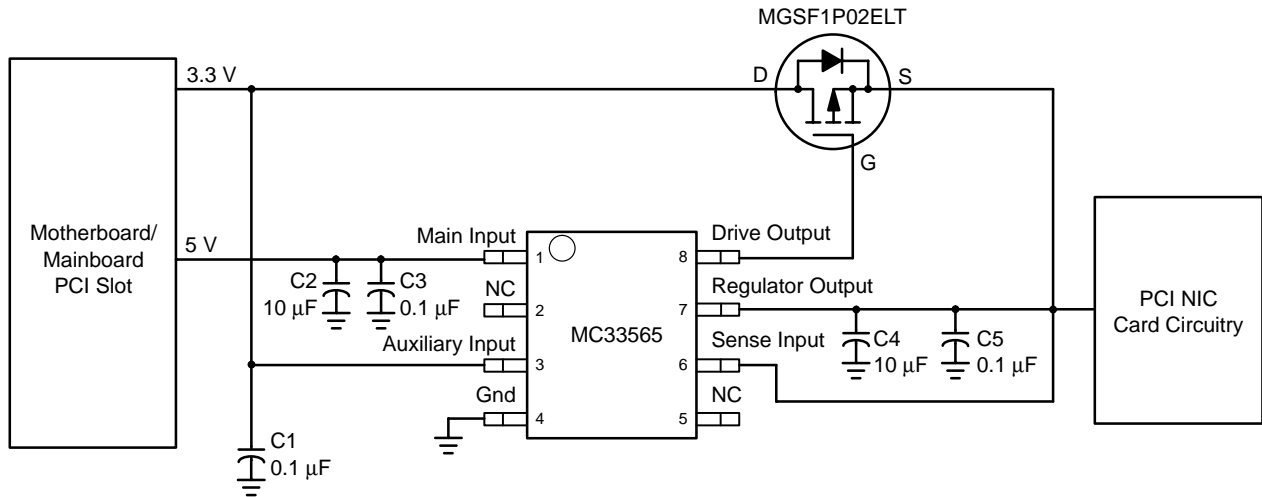 MGSF1P02ELT
3.3 V
D
S
G
Motherboard/
Mainboard
PCI Slot
5 V
Main Input
1
C2
10 μF
C3
0.1 μF
NC
2
Auxiliary Input
3
Gnd
4
C1
0.1 μF
MC33565
Drive Output
8
Regulator Output
7
Sense Input
6
NC
5
C4
10 μF
C5
0.1 μF
PCI NIC
Card Circuitry